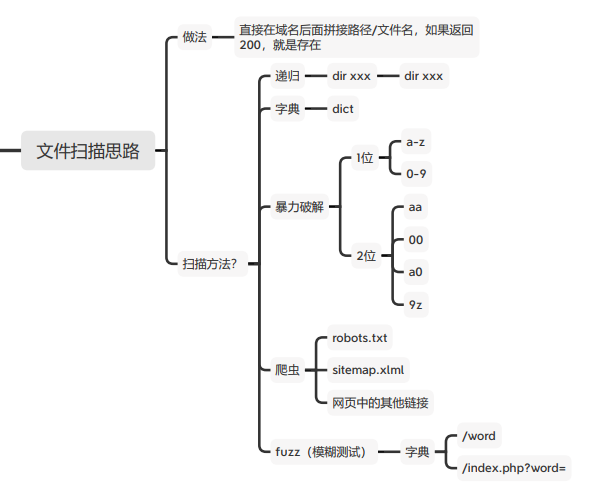 文件扫描思路
做法
直接在域名后面拼接路径/文件名，如果返回
200，就是存在
扫描方法？
递归
dir xxx
dir xxx
字典
dict
暴力破解
1位
a-z
0-9
2位
aa
00
a0
9z
爬虫
robots.txt
sitemap.xlml
网页中的其他链接
fuzz（模糊测试）
字典
/word
/index.php?word=